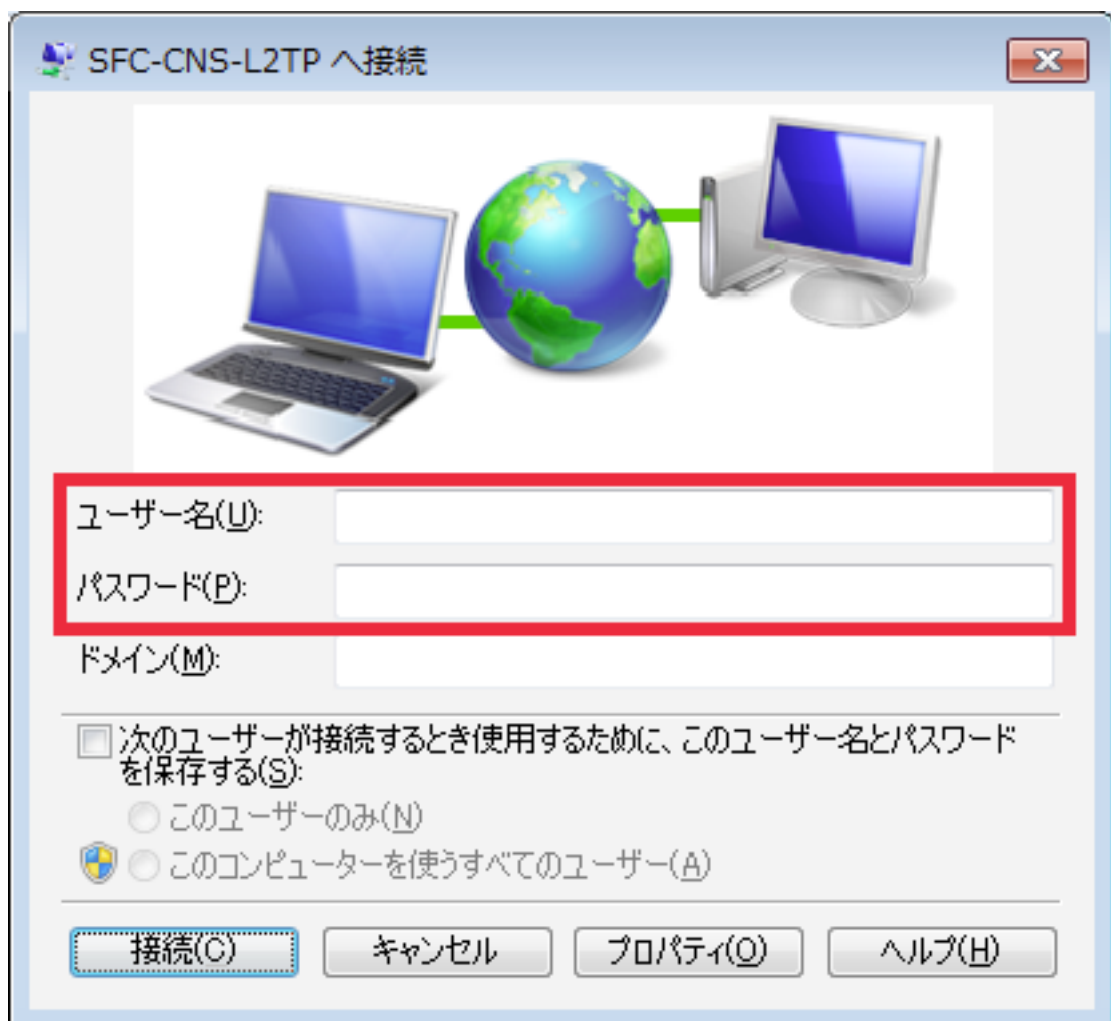 SFC-CNS-L2TP へ接続
ユーザー名(U):
パスワード(P):
ドメイン(M):
次のユーザーが接続するとき使用するために、このユーザー名とパスワード
を保存する(S):
このユーザーのみ(N)
このコンピューターを使うすべてのユーザー(A)
接続(C) キャンセル プロパティ(O) ヘルプ(H)